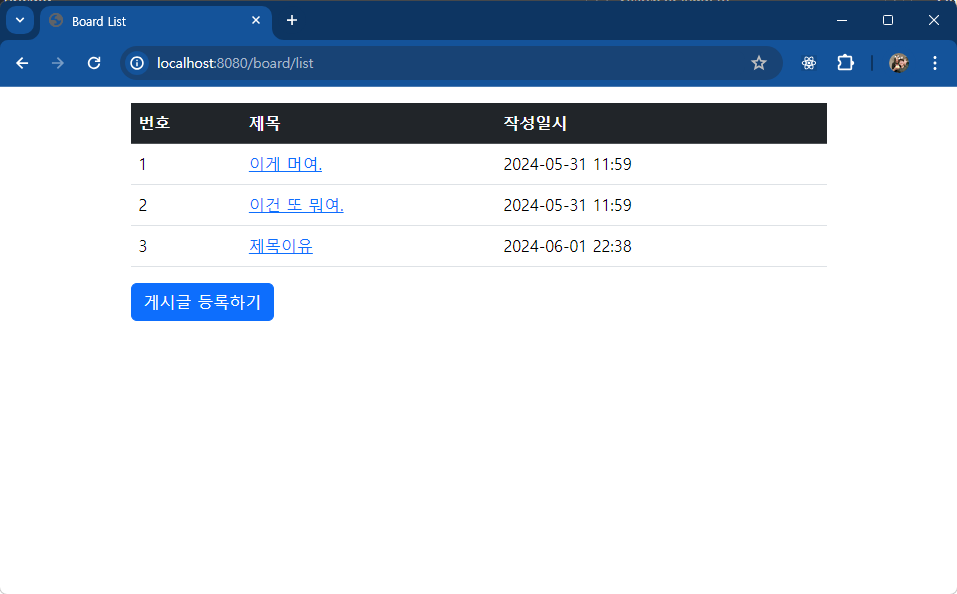 Board List
localhost:8080/board/list
번호 제목 작성일시
1 이게 머여. 2024-05-31 11:59
2 이건 또 뭐여. 2024-05-31 11:59
3 제목이유 2024-06-01 22:38
게시글 등록하기